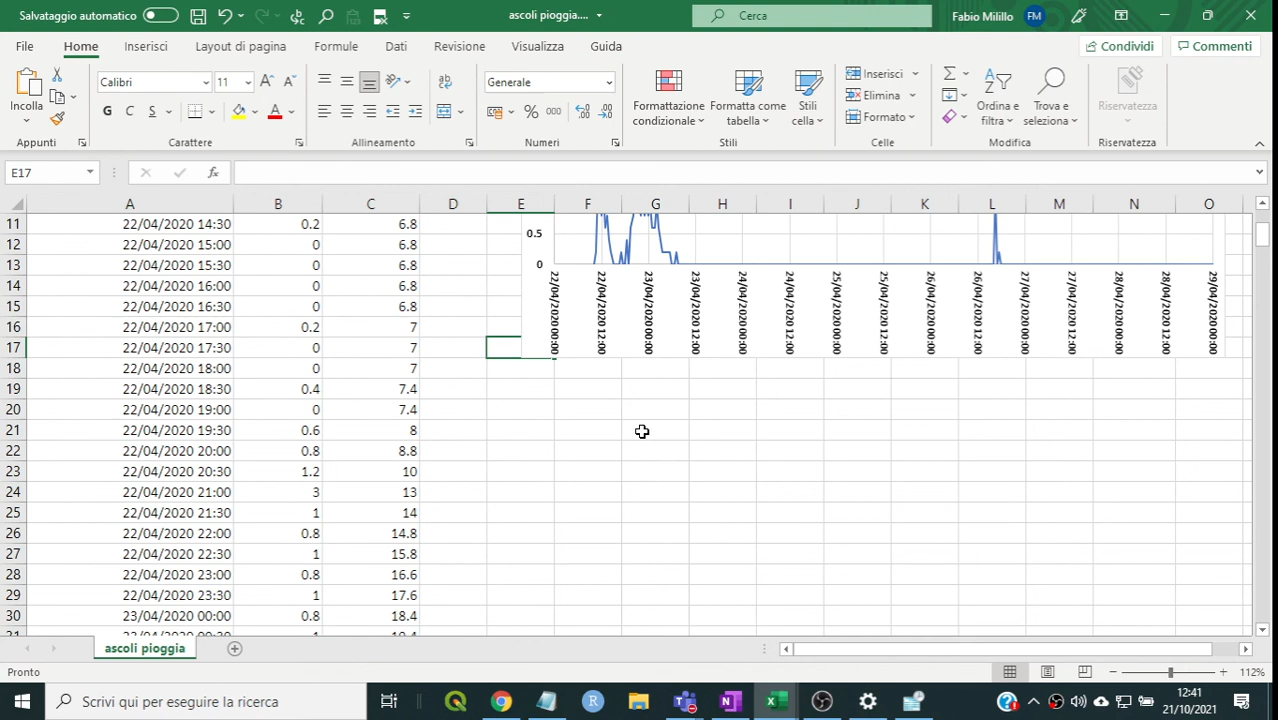 Salvataggio automatico
ascoli pioggia....
Cerca
Fabio Milillo
FM
File
Home
Inserisci
Layout di pagina
Formule
Dati
Revisione
Visualizza
Guida
Condividi
Commenti
Incolla
Calibri
11
G C S
Generale
% 000
Formattazione condizionale
Formatta come tabella
Stili cella
Inserisci
Elimina
Formato
Ordina e filtra
Trova e seleziona
Riservatezza
Appunti
Carattere
Allineamento
Numeri
Stili
Celle
Modifica
Riservatezza
E17
fx
A B C D E F G H I J K L M N O
11 22/04/2020 14:30 0.2 6.8
12 22/04/2020 15:00 0 6.8
13 22/04/2020 15:30 0 6.8
14 22/04/2020 16:00 0 6.8
15 22/04/2020 16:30 0 6.8
16 22/04/2020 17:00 0.2 7
17 22/04/2020 17:30 0 7
18 22/04/2020 18:00 0 7
19 22/04/2020 18:30 0.4 7.4
20 22/04/2020 19:00 0 7.4
21 22/04/2020 19:30 0.6 8
22 22/04/2020 20:00 0.8 8.8
23 22/04/2020 20:30 1.2 10
24 22/04/2020 21:00 3 13
25 22/04/2020 21:30 1 14
26 22/04/2020 22:00 0.8 14.8
27 22/04/2020 22:30 1 15.8
28 22/04/2020 23:00 0.8 16.6
29 22/04/2020 23:30 1 17.6
30 23/04/2020 00:00 0.8 18.4
0.5
0
22/04/2020 00:00
22/04/2020 12:00
23/04/2020 00:00
23/04/2020 12:00
24/04/2020 00:00
24/04/2020 12:00
25/04/2020 00:00
25/04/2020 12:00
26/04/2020 00:00
26/04/2020 12:00
27/04/2020 00:00
27/04/2020 12:00
28/04/2020 00:00
28/04/2020 12:00
29/04/2020 00:00
ascoli pioggia
Pronto
112%
Scrivi qui per eseguire la ricerca
12:41
21/10/2021